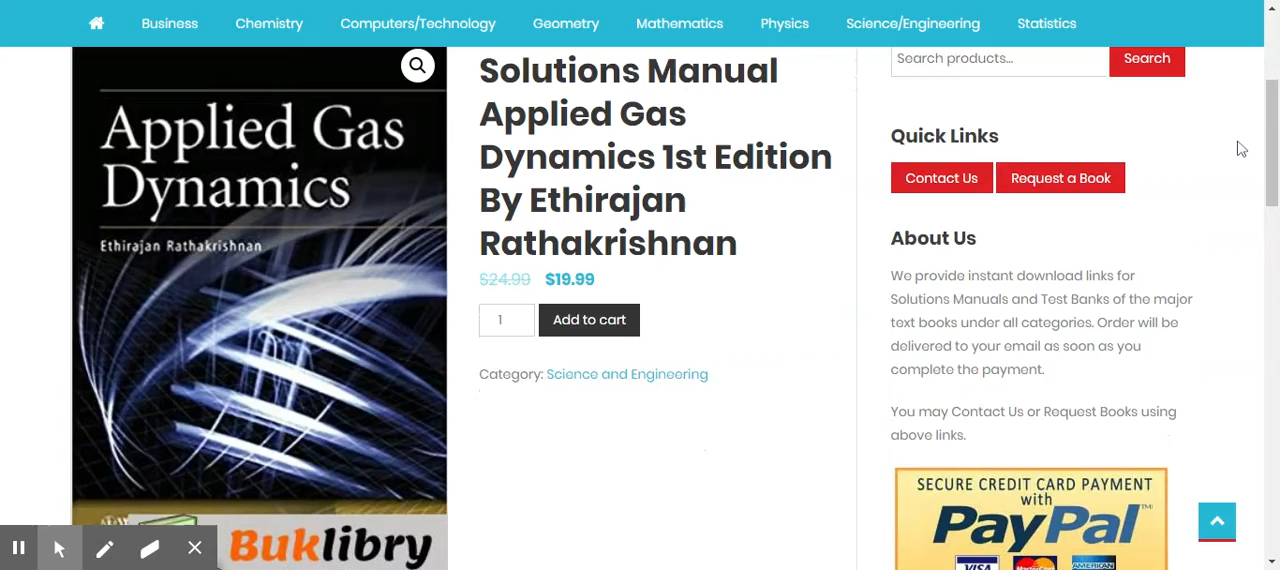 Business Chemistry Computers/Technology Geometry Mathematics Physics Science/Engineering Statistics
Applied Gas
Dynamics
Ethirajan Rathakrishnan
Buklibry
Solutions Manual
Applied Gas
Dynamics 1st Edition
By Ethirajan
Rathakrishnan
$24.99 $19.99
1 Add to cart
Category: Science and Engineering
Search products... Search
Quick Links
Contact Us Request a Book
About Us
We provide instant download links for
Solutions Manuals and Test Banks of the major
text books under all categories. Order will be
delivered to your email as soon as you
complete the payment.
You may Contact Us or Request Books using
above links.
SECURE CREDIT CARD PAYMENT
with
PayPal TM
VISA MasterCard AMERICAN